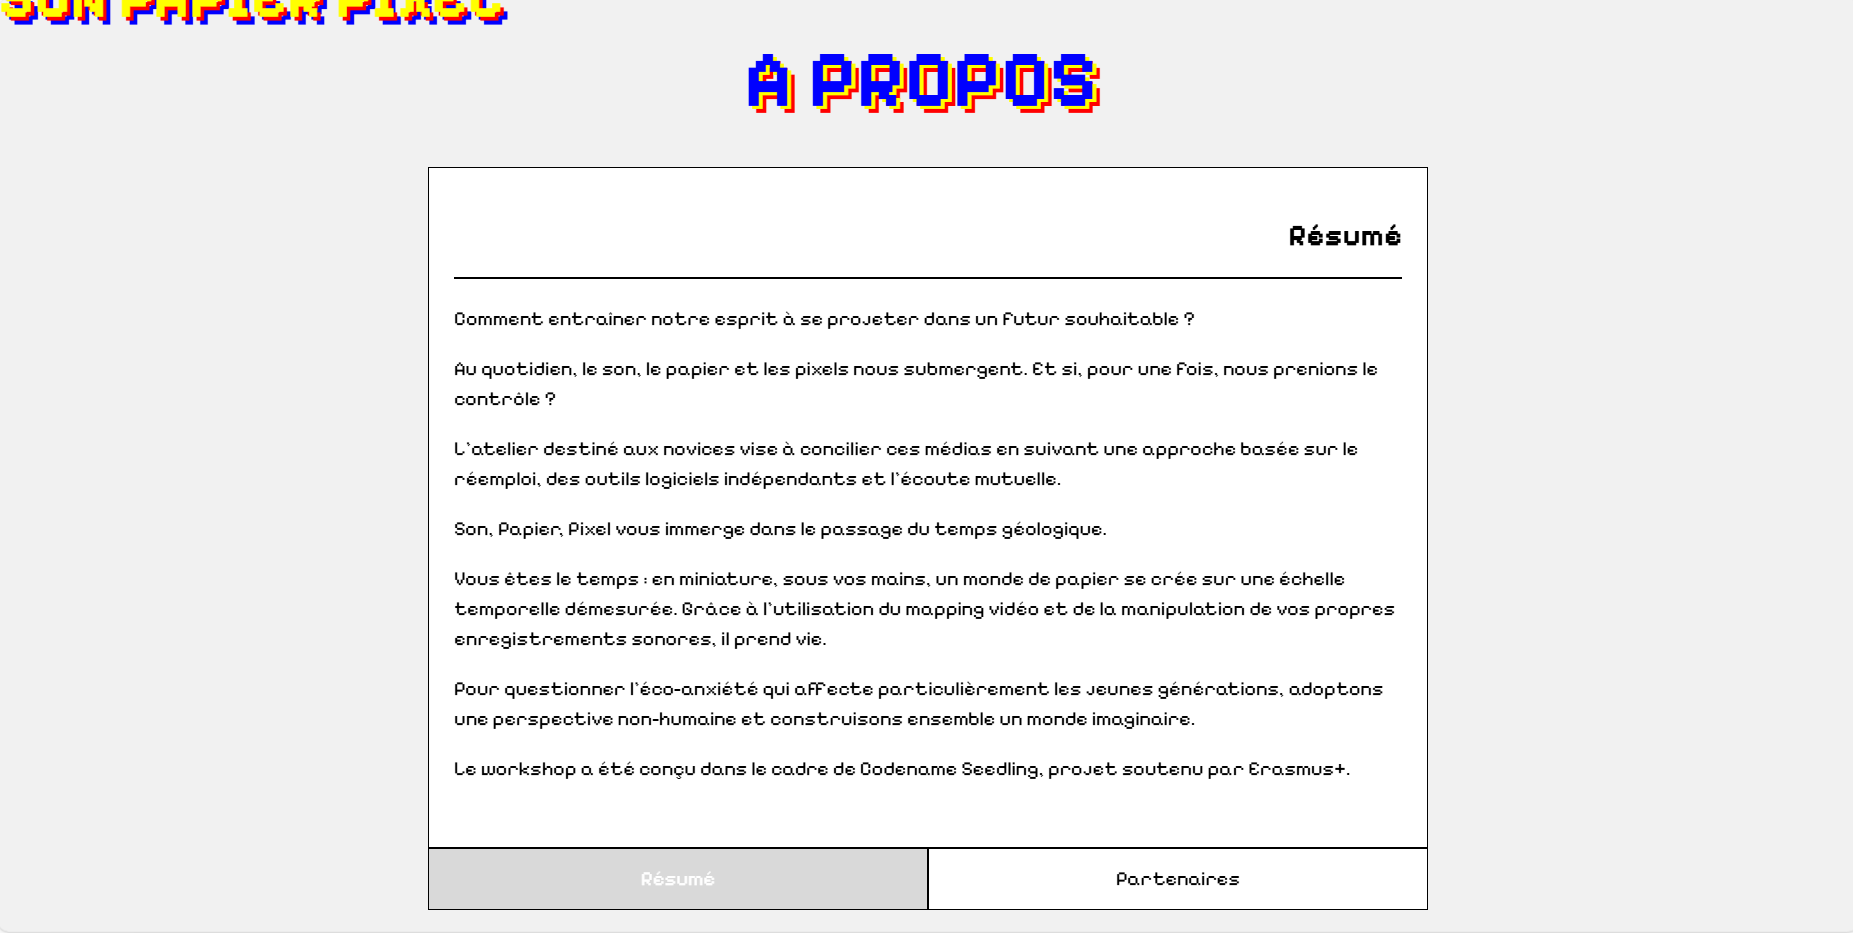 SON PAPIER PIXEL
A PROPOS
Résumé
Comment entraîner notre esprit à se projeter dans un futur souhaitable ?
Au quotidien, le son, le papier et les pixels nous submergent. Et si, pour une fois, nous prenions le
contrôle ?
L'atelier destiné aux novices vise à concilier ces médias en suivant une approche basée sur le
réemploi, des outils logiciels indépendants et l'écoute mutuelle.
Son, Papier, Pixel vous immerge dans le passage du temps géologique.
Vous êtes le temps : en miniature, sous vos mains, un monde de papier se crée sur une échelle
temporelle démesurée. Grâce à l'utilisation du mapping vidéo et de la manipulation de vos propres
enregistrements sonores, il prend vie.
Pour questionner l'éco-anxiété qui affecte particulièrement les jeunes générations, adoptons
une perspective non-humaine et construisons ensemble un monde imaginaire.
Le workshop a été conçu dans le cadre de Codename Seedling, projet soutenu par Erasmus+.
Résumé
Partenaires